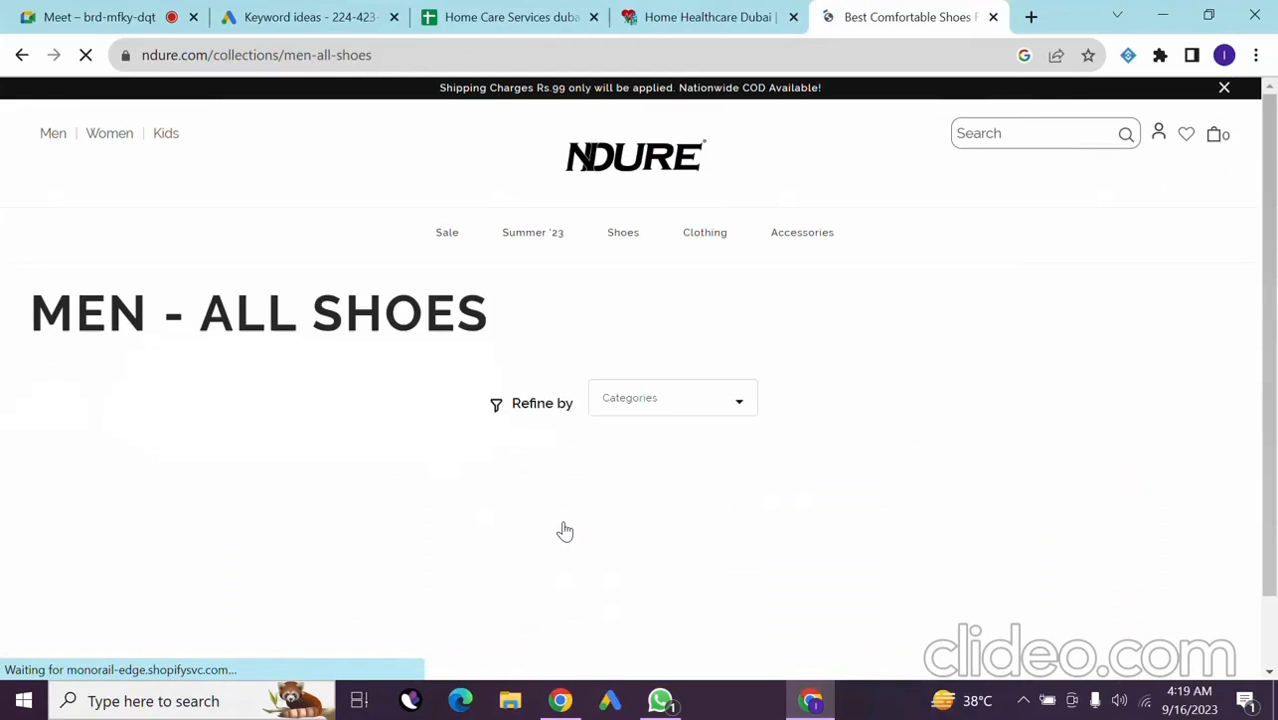 Meet – brd-mfky-dqt
Keyword ideas - 224-423-
Home Care Services duba
Home Healthcare Dubai |
Best Comfortable Shoes F
ndure.com/collections/men-all-shoes
Shipping Charges Rs.99 only will be applied. Nationwide COD Available!
Men | Women | Kids
NDURE
Search
0
Sale
Summer '23
Shoes
Clothing
Accessories
MEN - ALL SHOES
Refine by
Categories
clideo.com
Waiting for monorail-edge.shopifysvc.com...
Type here to search
1
38°C
4:19 AM
9/16/2023
1